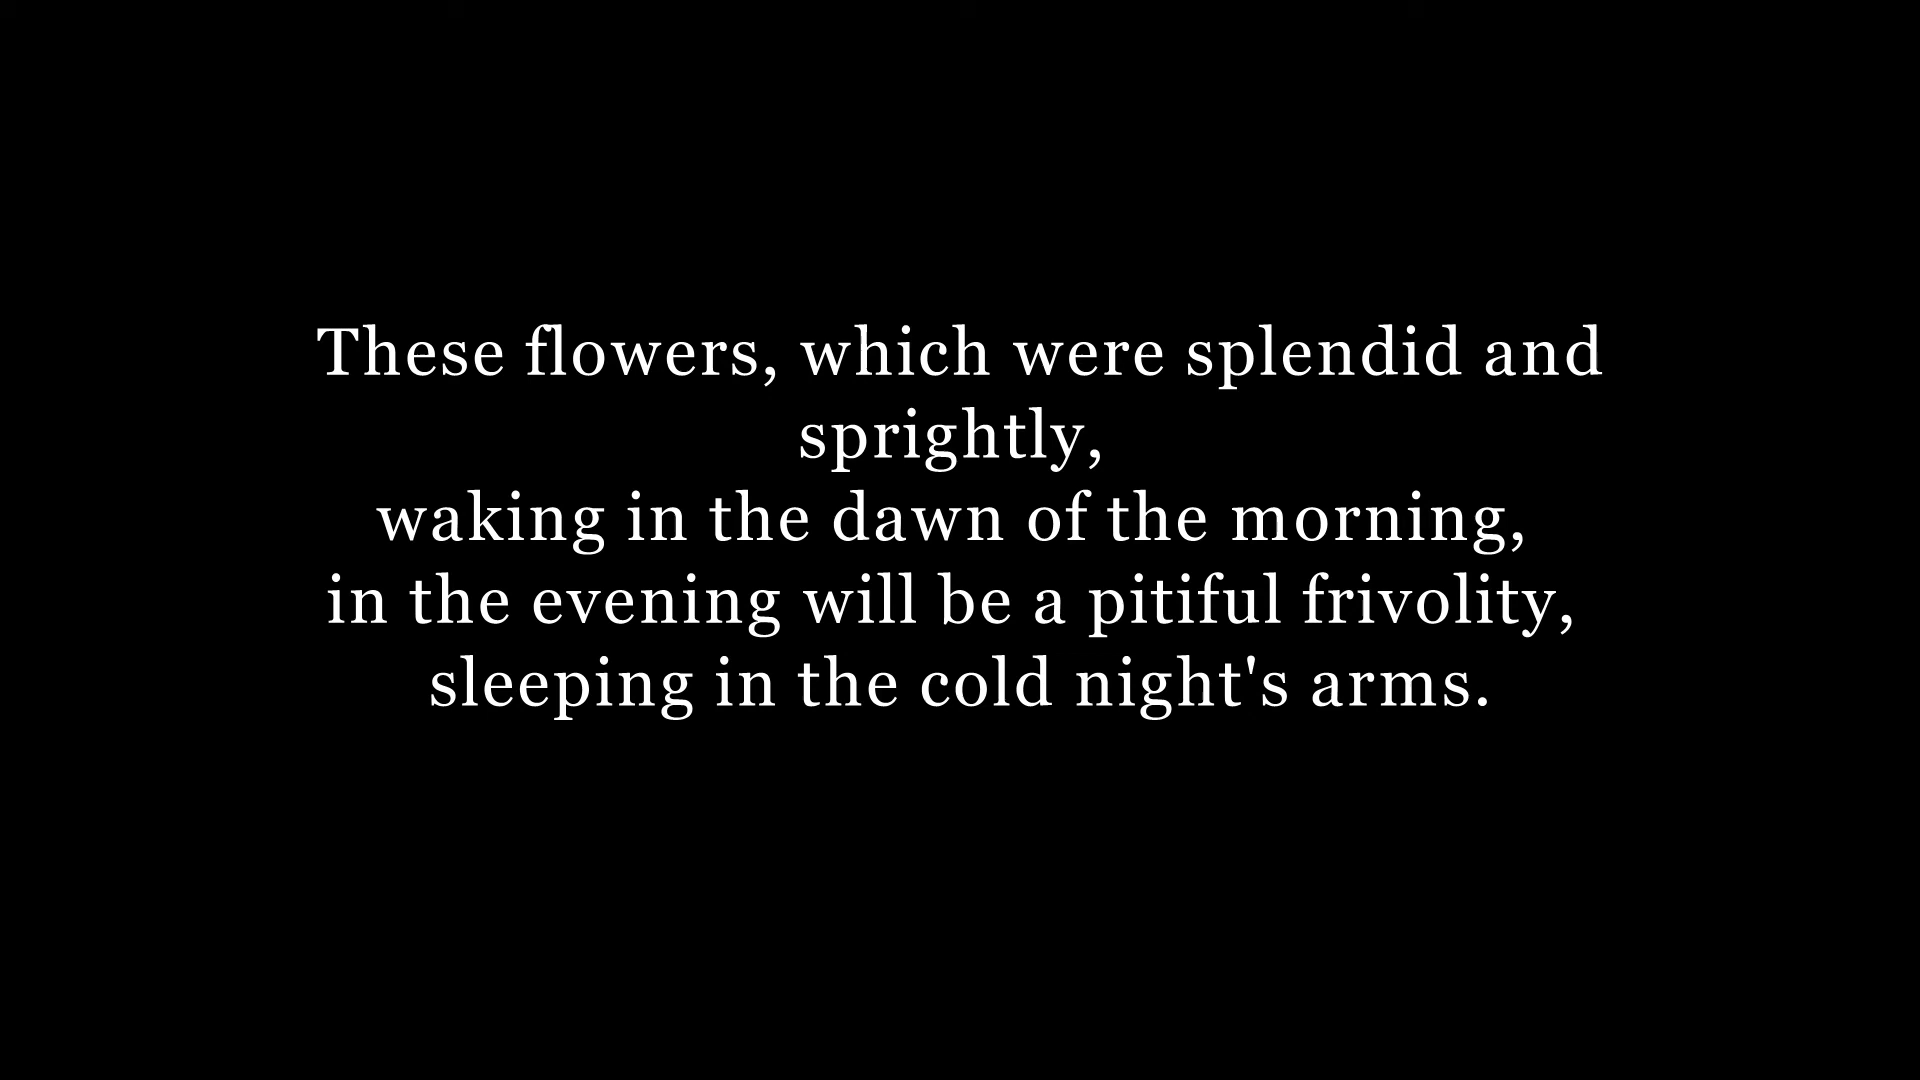 These flowers, which were splendid and
sprightly,
waking in the dawn of the morning,
in the evening will be a pitiful frivolity,
sleeping in the cold night's arms.